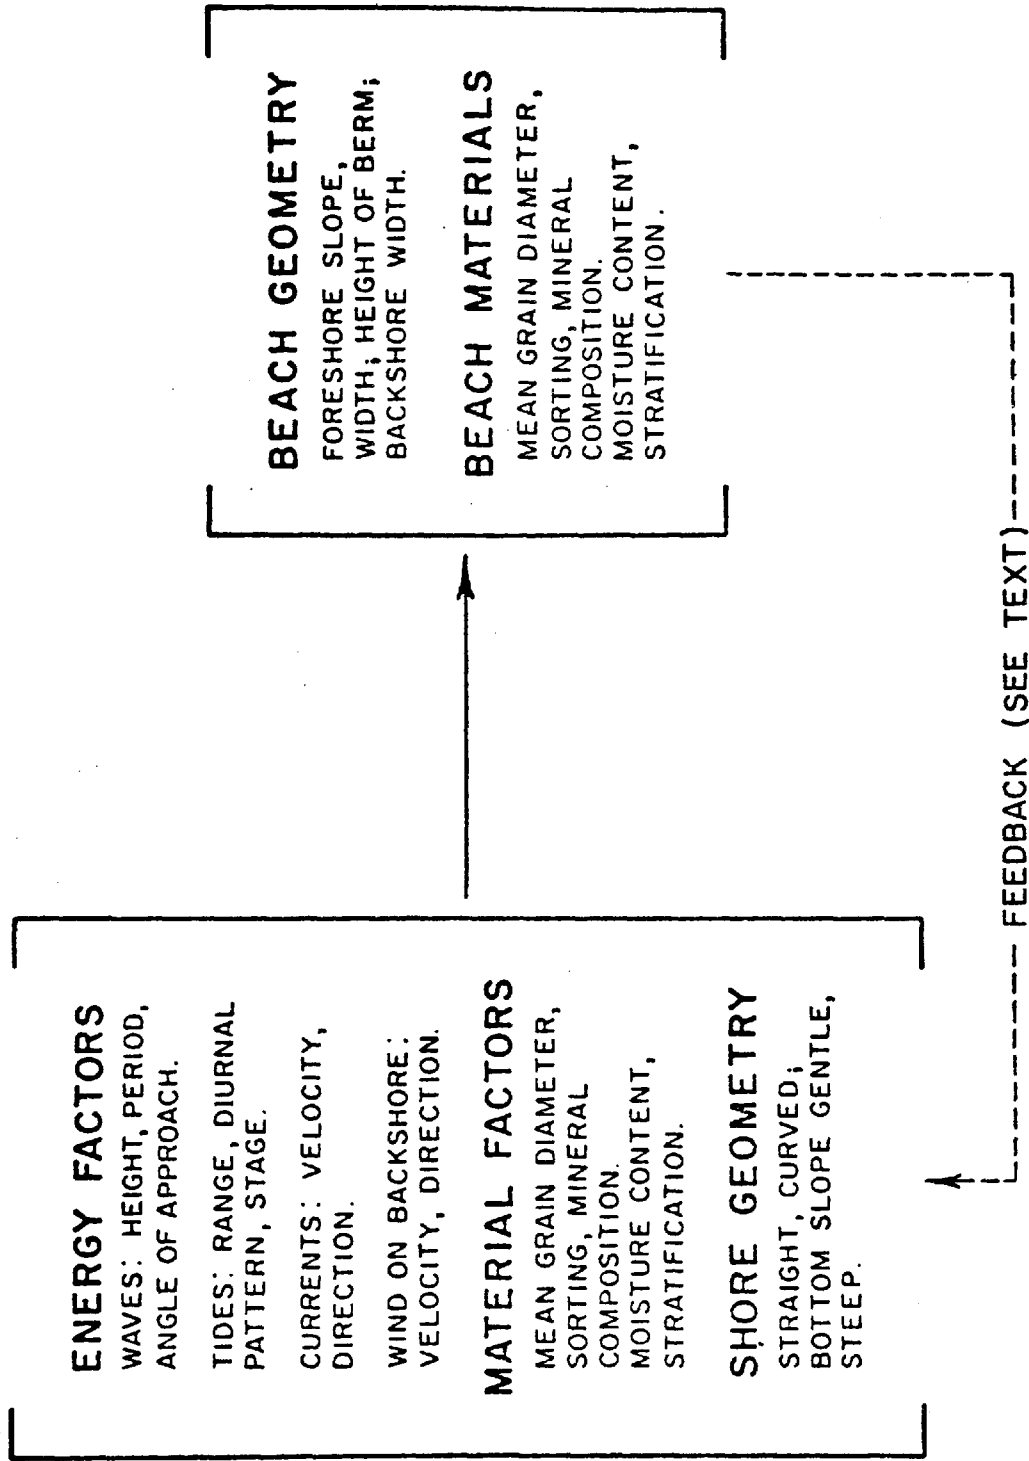 ENERGY FACTORS
WAVES: HEIGHT, PERIOD,
ANGLE OF APPROACH.
TIDES: RANGE, DIURNAL
PATTERN, STAGE.
CURRENTS: VELOCITY,
DIRECTION.
WIND ON BACKSHORE:
VELOCITY, DIRECTION.
MATERIAL FACTORS
MEAN GRAIN DIAMETER,
SORTING, MINERAL
COMPOSITION.
MOISTURE CONTENT,
STRATIFICATION.
SHORE GEOMETRY
STRAIGHT, CURVED;
BOTTOM SLOPE GENTLE,
STEEP.
BEACH GEOMETRY
FORESHORE SLOPE,
WIDTH; HEIGHT OF BERM;
BACKSHORE WIDTH.
BEACH MATERIALS
MEAN GRAIN DIAMETER,
SORTING, MINERAL
COMPOSITION.
MOISTURE CONTENT,
STRATIFICATION.
FEEDBACK (SEE TEXT)